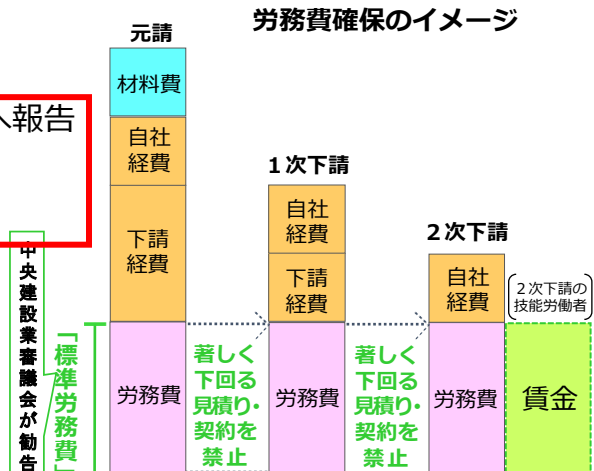 労務費確保のイメージ
元請
材料費
へ報告
自社
経費
下請
経費
労務費
1次下請
自社
経費
下請
経費
労務費
2次下請
自社
経費
労務費
2次下請の
技能労働者
賃金
著しく
下回る
見積り・
契約を
禁止
著しく
下回る
見積り・
契約を
禁止
中央建設業審議会が勧告
「標準労務費」